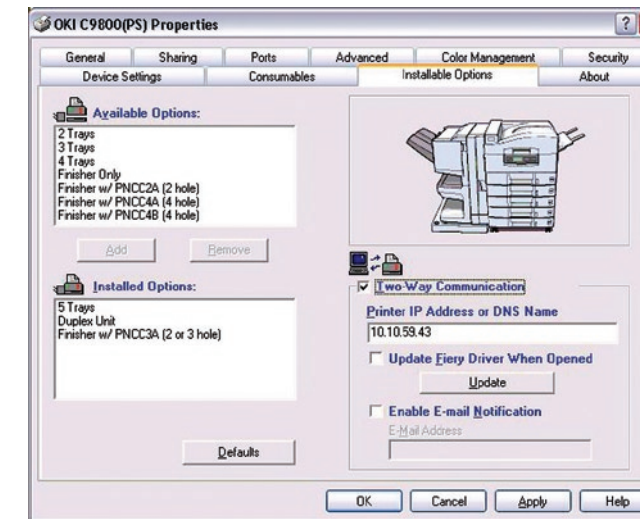 OKI C9800(PS) Properties
?
General Sharing Ports Advanced Color Management Security
Device Settings Consumables Installable Options About
Available Options:
2 Trays
3 Trays
4 Trays
Finisher Only
Finisher w/ PNCC2A (2 hole)
Finisher w/ PNCC4A (4 hole)
Finisher w/ PNCC4B (4 hole)
Add Remove
Installed Options:
5 Trays
Duplex Unit
Finisher w/ PNCC3A (2 or 3 hole)
Defaults
Two-Way Communication
Printer IP Address or DNS Name
10.10.59.43
Update Fiery Driver When Opened
Update
Enable E-mail Notification
E-Mail Address
OK Cancel Apply Help